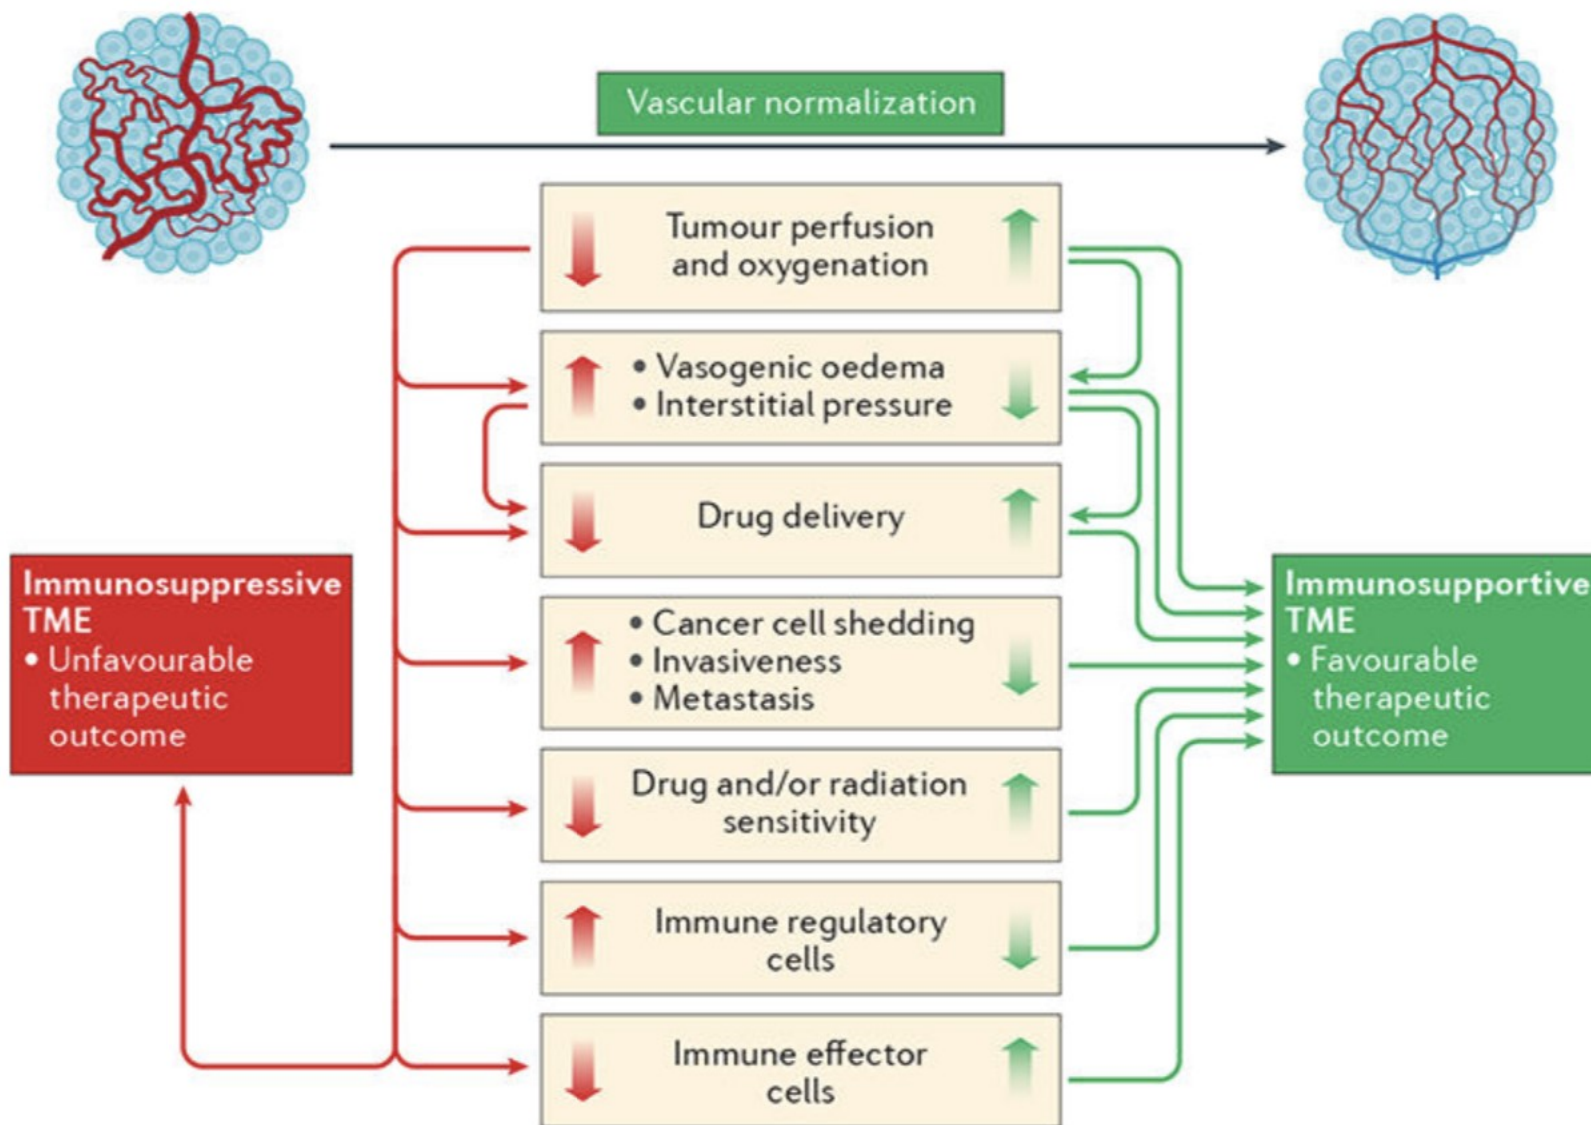 Vascular normalization
Tumour perfusion
and oxygenation
• Vasogenic oedema
• Interstitial pressure
Drug delivery
Immunosuppressive
TME
• Unfavourable
therapeutic
outcome
• Cancer cell shedding
• Invasiveness
• Metastasis
Immunosupportive
TME
• Favourable
therapeutic
outcome
Drug and/or radiation
sensitivity
Immune regulatory
cells
Immune effector
cells